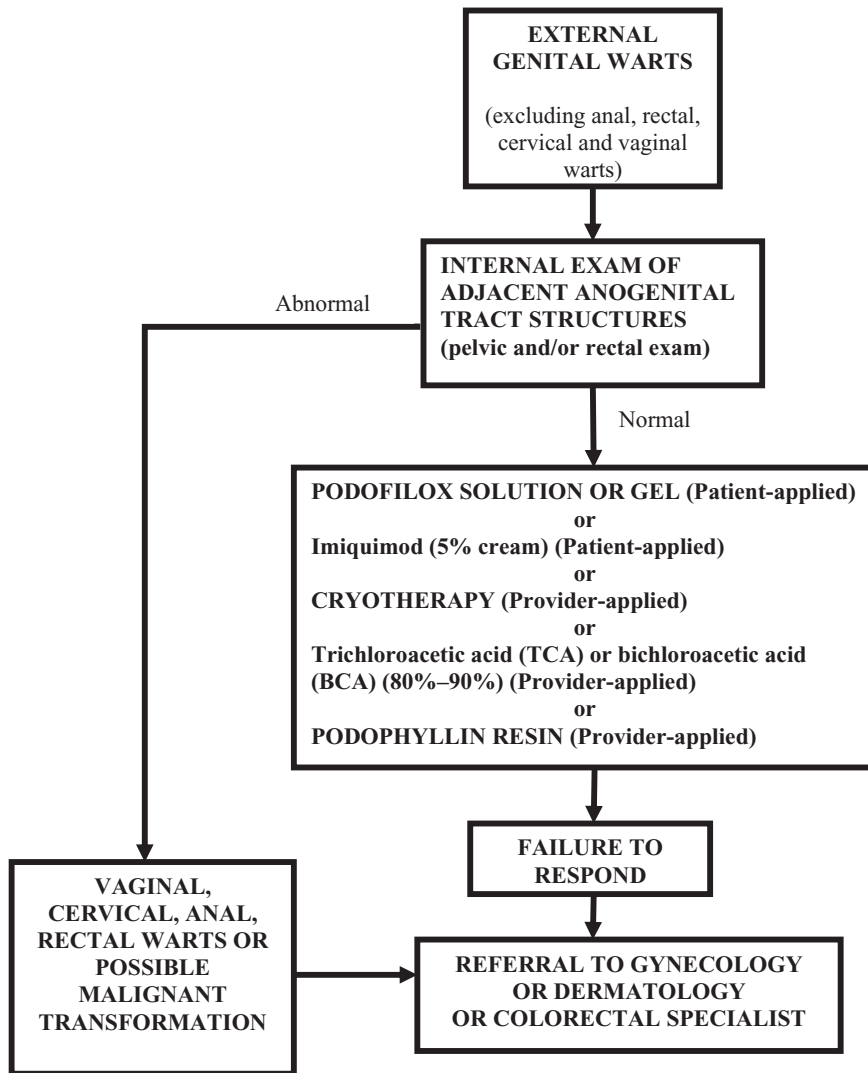 EXTERNAL
GENITAL WARTS
(excluding anal, rectal,
cervical and vaginal
warts)
INTERNAL EXAM OF
ADJACENT ANOGENITAL
TRACT STRUCTURES
(pelvic and/or rectal exam)
Abnormal
Normal
PODOFILOX SOLUTION OR GEL (Patient-applied)
or
Imiquimod (5% cream) (Patient-applied)
or
CRYOTHERAPY (Provider-applied)
or
Trichloroacetic acid (TCA) or bichloroacetic acid
(BCA) (80%–90%) (Provider-applied)
or
PODOPHYLLIN RESIN (Provider-applied)
FAILURE TO
RESPOND
VAGINAL,
CERVICAL, ANAL,
RECTAL WARTS OR
POSSIBLE
MALIGNANT
TRANSFORMATION
REFERRAL TO GYNECOLOGY
OR DERMATOLOGY
OR COLORECTAL SPECIALIST